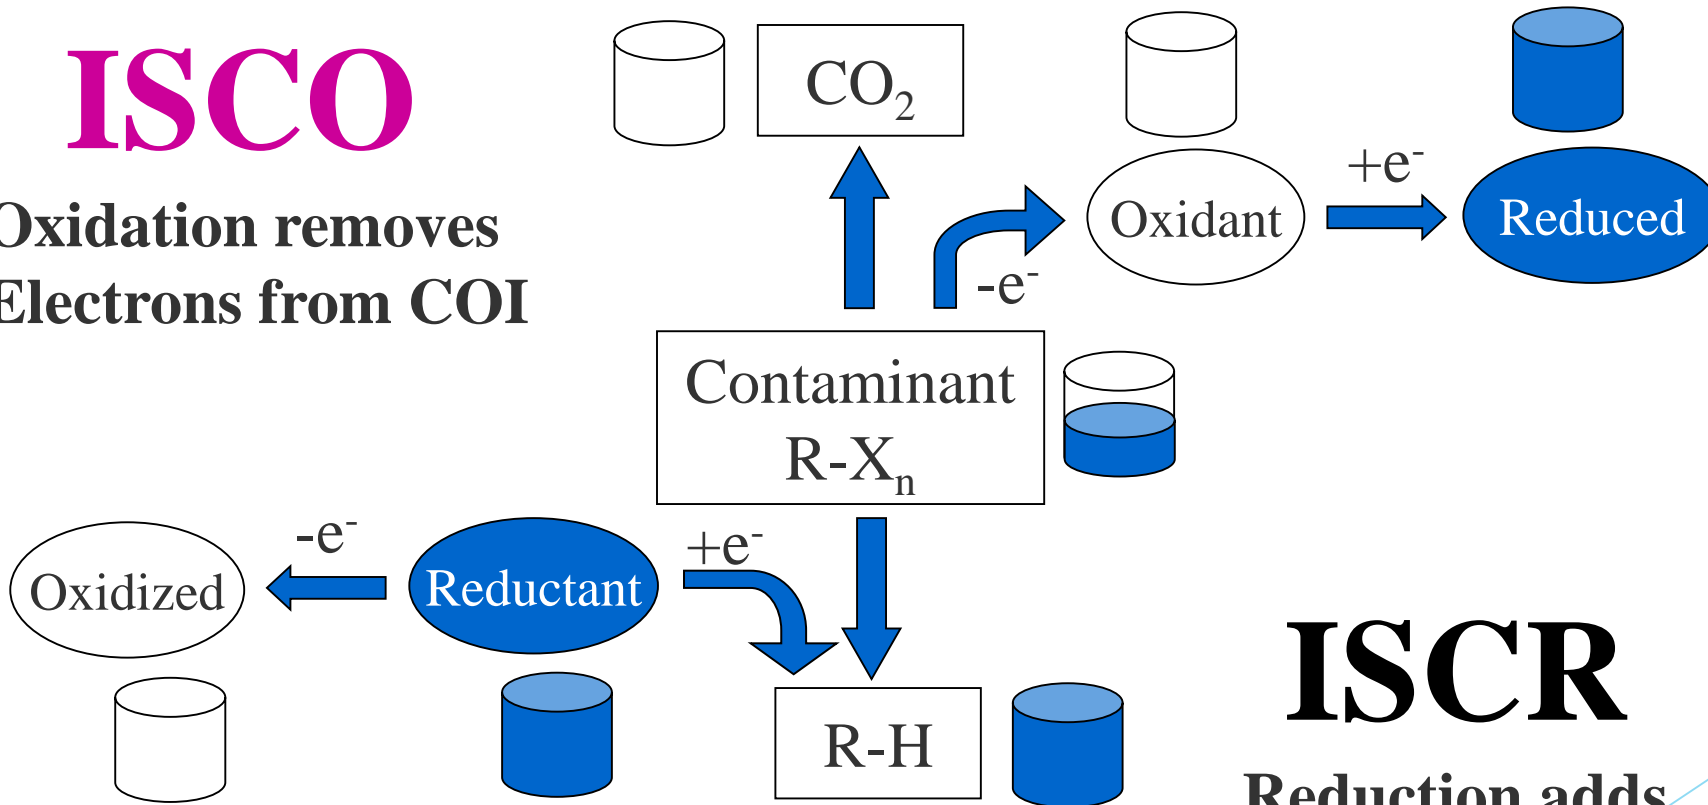 ISCO
Oxidation removes
Electrons from COI
CO₂
Oxidant
+e⁻
Reduced
-e⁻
Contaminant
R-Xₙ
Oxidized
-e⁻
Reductant
+e⁻
R-H
ISCR
Reduction adds